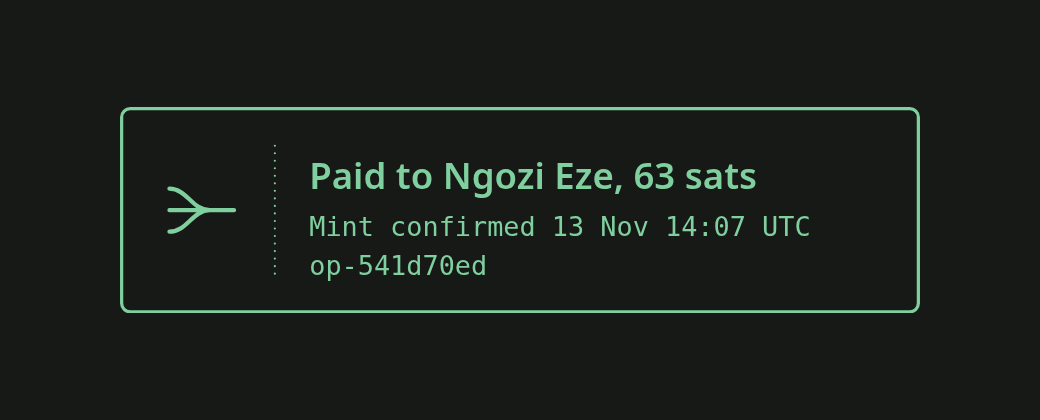 Paid to Ngozi Eze, 63 sats
Mint confirmed 13 Nov 14:07 UTC
op-541d70ed